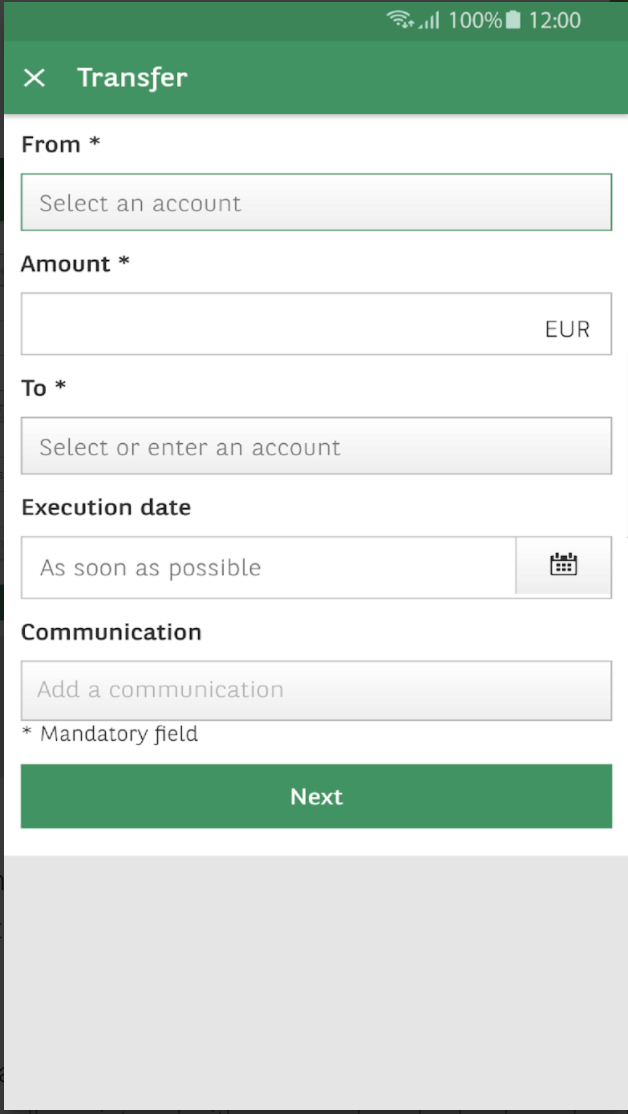 100% 12:00
Transfer
From *
Select an account
Amount *
EUR
To *
Select or enter an account
Execution date
As soon as possible
Communication
Add a communication
* Mandatory field
Next